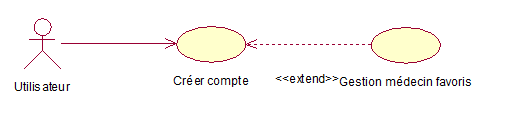 Utilisateur
Créer compte
<<extend>>
Gestion médecin favoris